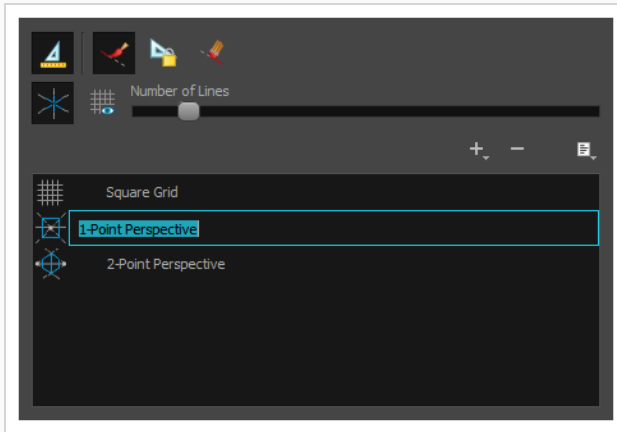 Number of Lines
Square Grid
1-Point Perspective
2-Point Perspective